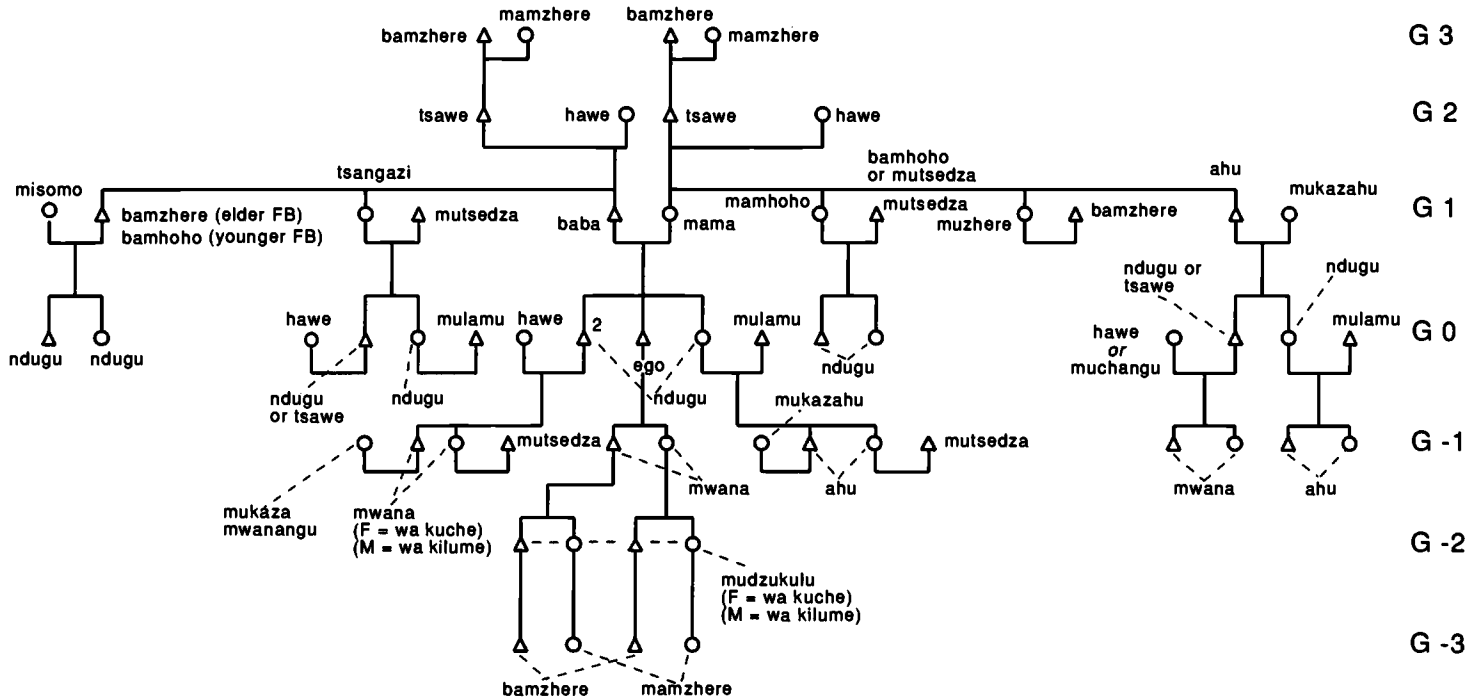 mamzhere
bamzhere
bamzhere
mamzhere
G 3
tsawe
hawe
tsawe
hawe
G 2
misomo
tsangazi
bamhoho
or mutsedza
ahu
mukazahu
bamzhere (elder FB)
bamhoho (younger FB)
mutsedza
baba
mama
mamhoho
mutsedza
muzhere
bamzhere
G 1
ndugu or
tsawe
ndugu
ndugu
ndugu
hawe
mulamu
hawe
2
ego
mulamu
ndugu
hawe
or
muchangu
mulamu
G 0
ndugu
or tsawe
ndugu
ndugu
mukazahu
mutsedza
mutsedza
G -1
mukaza
mwanangu
mwana
(F = wa kuche)
(M = wa kilume)
mwana
ahu
mwana
ahu
G -2
mudzukulu
(F = wa kuche)
(M = wa kilume)
G -3
bamzhere
mamzhere